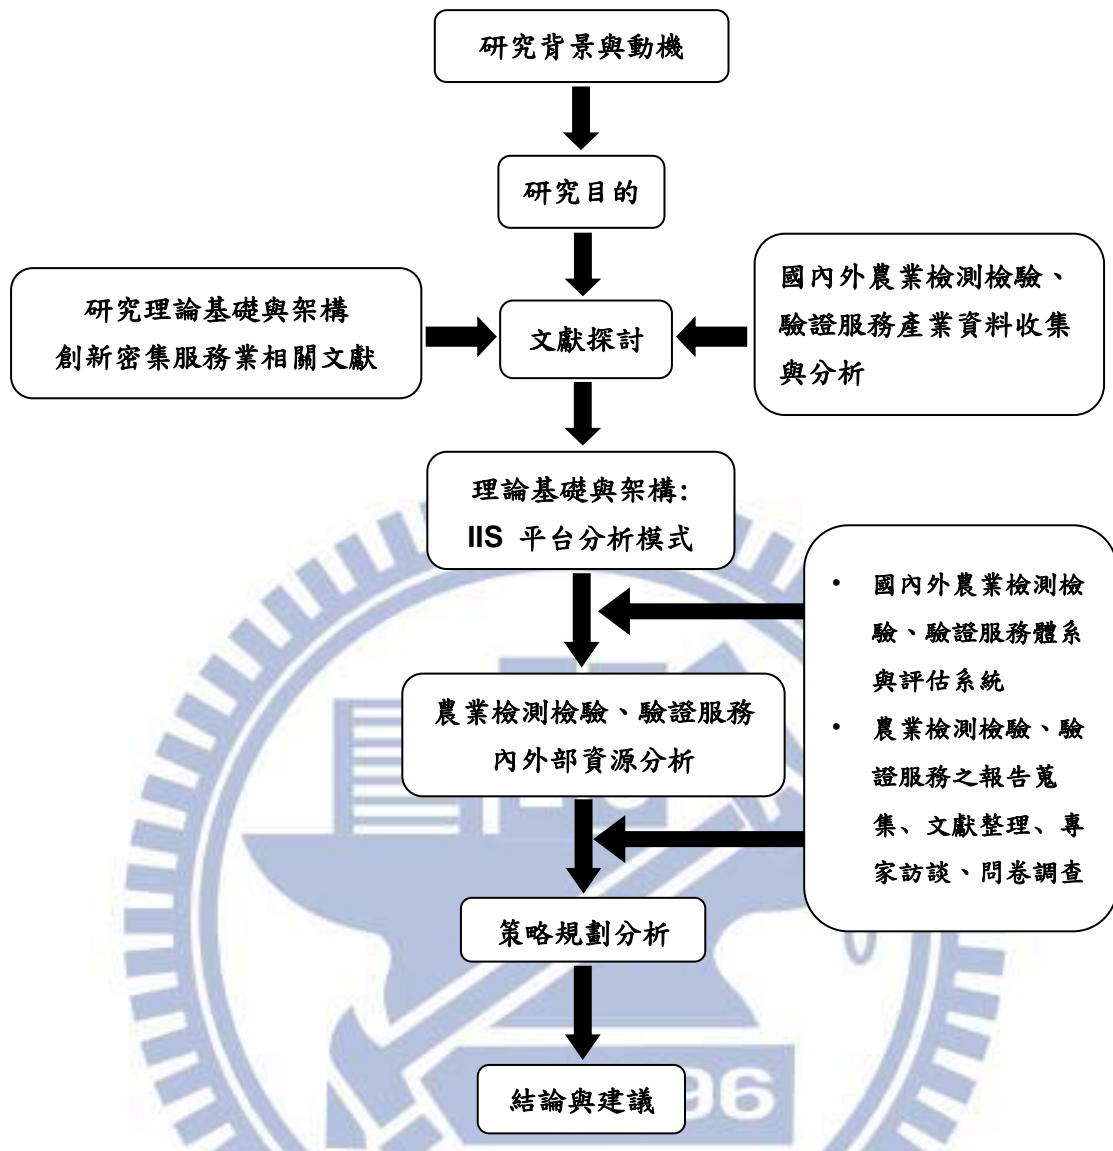 研究背景與動機
研究目的
研究理論基礎與架構
創新密集服務業相關文獻
文獻探討
國內外農業檢測檢驗、
驗證服務產業資料收集
與分析
理論基礎與架構:
IIS 平台分析模式
• 國內外農業檢測檢
驗、驗證服務體系
與評估系統
• 農業檢測檢驗、驗
證服務之報告蒐
集、文獻整理、專
家訪談、問卷調查
農業檢測檢驗、驗證服務
內外部資源分析
策略規劃分析
結論與建議
96